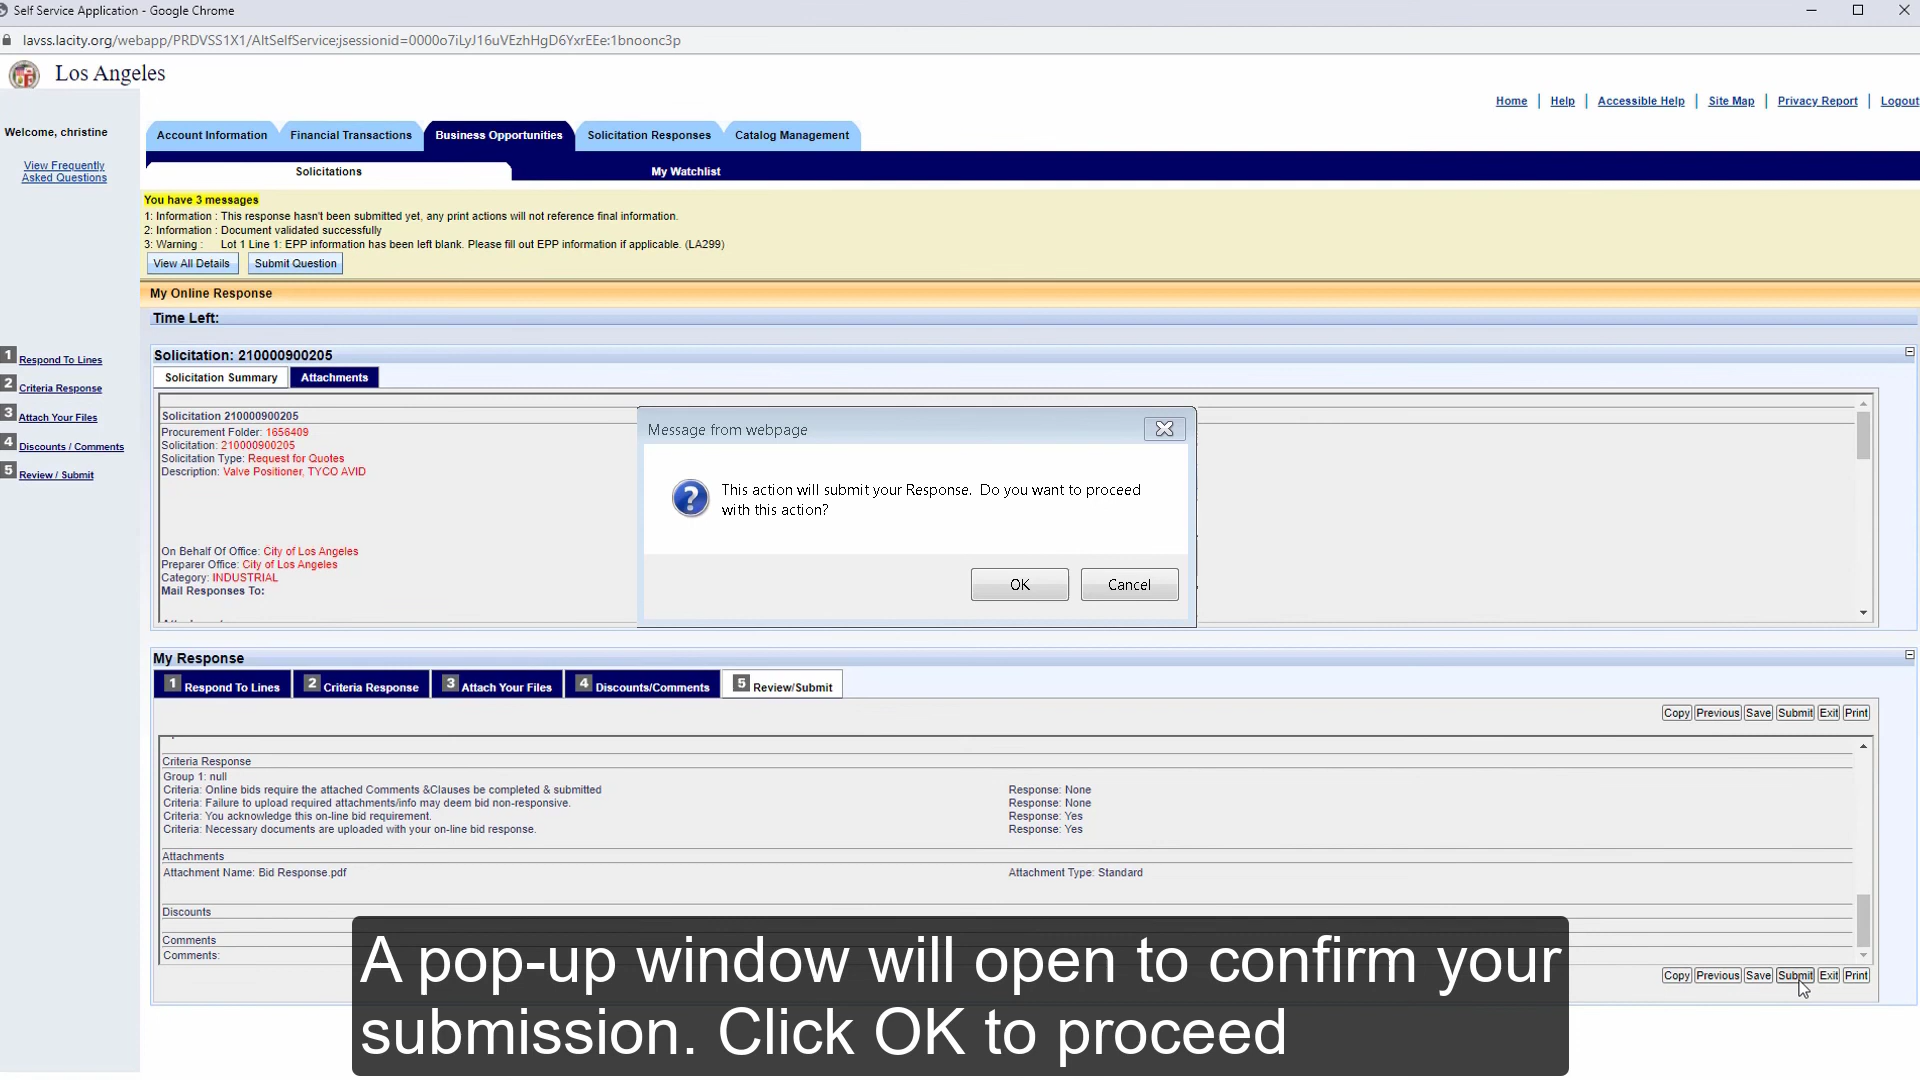 Self Service Application - Google Chrome
lavss.lacity.org/webapp/PRDVSS1X1/AltSelfService;jsessionid=0000o7iLyJ16uVEzhHgD6YxrEEe:1bnoonc3p
Los Angeles
Home | Help | Accessible Help | Site Map | Privacy Report | Logout
Welcome, christine
View Frequently
Asked Questions
Account Information
Financial Transactions
Business Opportunities
Solicitation Responses
Catalog Management
Solicitations
My Watchlist
You have 3 messages
1: Information : This response hasn't been submitted yet, any print actions will not reference final information.
2: Information : Document validated successfully
3: Warning : Lot 1 Line 1: EPP information has been left blank. Please fill out EPP information if applicable. (LA299)
View All Details
Submit Question
My Online Response
Time Left:
1 Respond To Lines
2 Criteria Response
3 Attach Your Files
4 Discounts / Comments
5 Review / Submit
Solicitation: 210000900205
Solicitation Summary
Attachments
Solicitation 210000900205
Procurement Folder: 1656409
Solicitation: 210000900205
Solicitation Type: Request for Quotes
Description: Valve Positioner, TYCO AVID
On Behalf Of Office: City of Los Angeles
Preparer Office: City of Los Angeles
Category: INDUSTRIAL
Mail Responses To:
Message from webpage
This action will submit your Response. Do you want to proceed
with this action?
OK
Cancel
My Response
1 Respond To Lines
2 Criteria Response
3 Attach Your Files
4 Discounts/Comments
5 Review/Submit
Copy Previous Save Submit Exit Print
Criteria Response
Group 1: null
Criteria: Online bids require the attached Comments &Clauses be completed & submitted Response: None
Criteria: Failure to upload required attachments/info may deem bid non-responsive. Response: None
Criteria: You acknowledge this on-line bid requirement. Response: Yes
Criteria: Necessary documents are uploaded with your on-line bid response. Response: Yes
Attachments
Attachment Name: Bid Response.pdf Attachment Type: Standard
Discounts
Comments
Comments:
Copy Previous Save Submit Exit Print
A pop-up window will open to confirm your
submission. Click OK to proceed